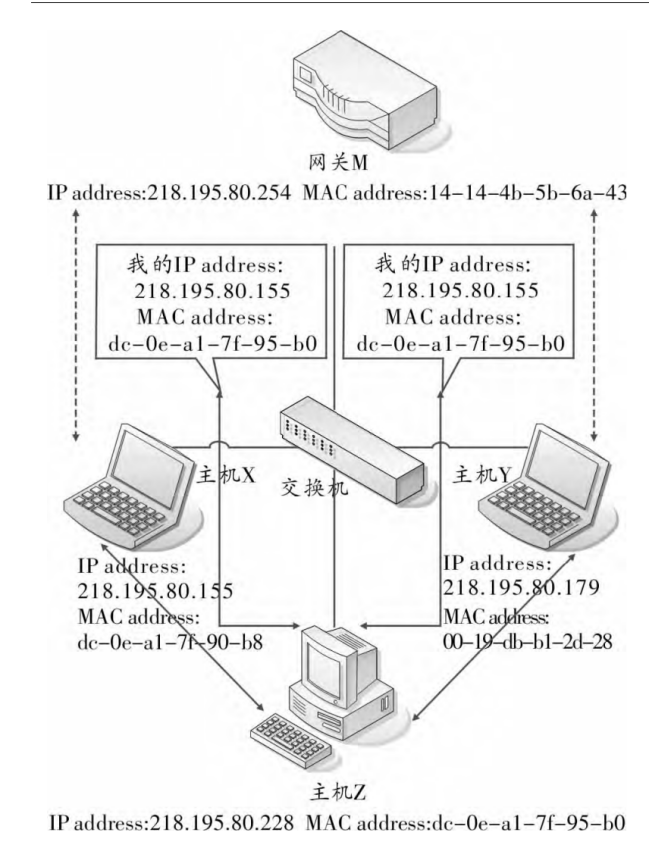 网关M
IP address:218.195.80.254 MAC address:14-14-4b-5b-6a-43
我的IP address:
218.195.80.155
MAC address:
dc-0e-a1-7f-95-b0
我的IP address:
218.195.80.155
MAC address:
dc-0e-a1-7f-95-b0
主机X
交换机
主机Y
IP address:
218.195.80.155
MAC address:
dc-0e-a1-7f-90-b8
IP address:
218.195.80.179
MAC address:
00-19-db-b1-2d-28
主机Z
IP address:218.195.80.228 MAC address:dc-0e-a1-7f-95-b0